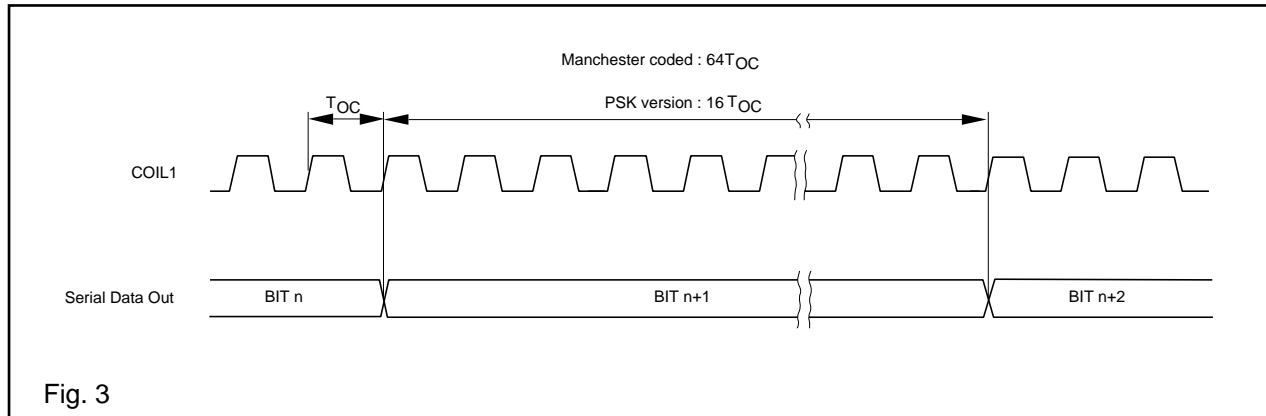 Manchester coded : 64TOC
TOC
PSK version : 16 TOC
COIL1
Serial Data Out
BIT n
BIT n+1
BIT n+2
Fig. 3